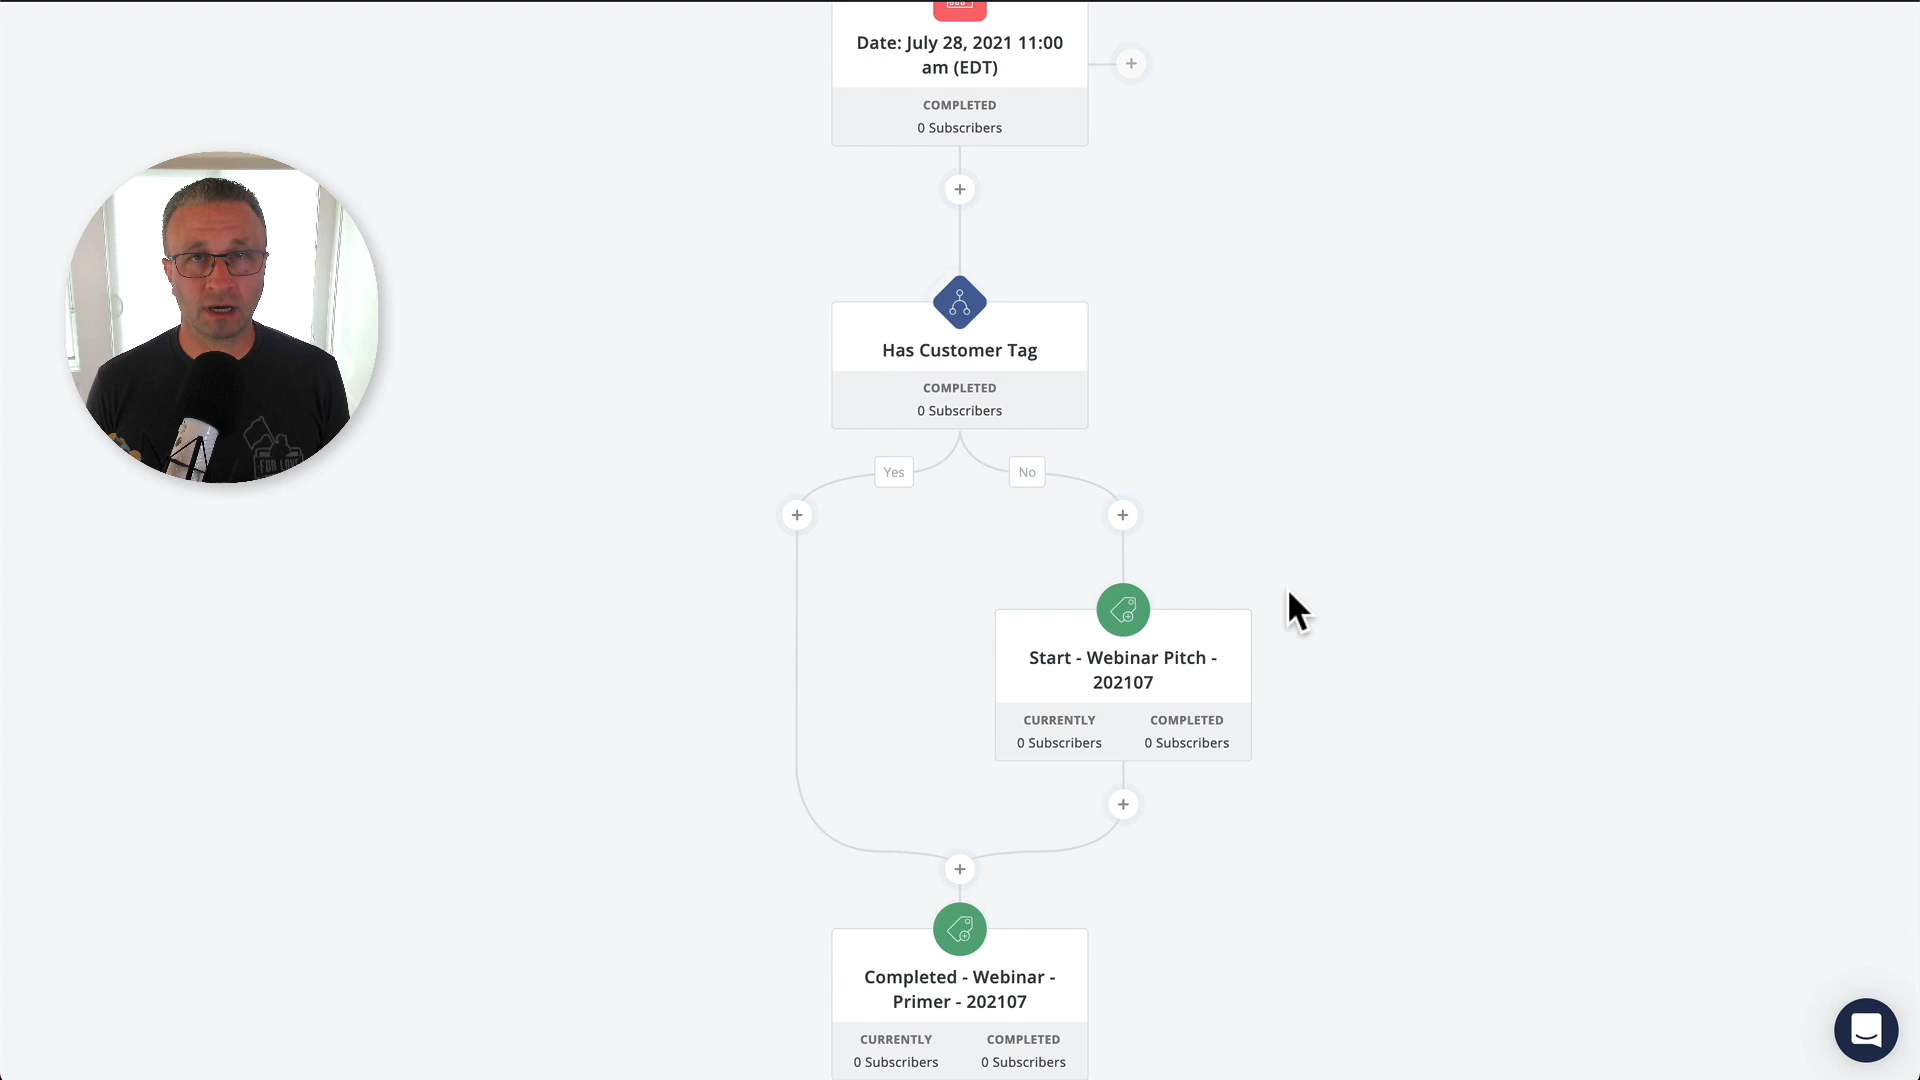 Date: July 28, 2021 11:00
am (EDT)
COMPLETED
0 Subscribers
Has Customer Tag
COMPLETED
0 Subscribers
Yes
No
Start - Webinar Pitch -
202107
CURRENTLY
COMPLETED
0 Subscribers
0 Subscribers
Completed - Webinar -
Primer - 202107
CURRENTLY
COMPLETED
0 Subscribers
0 Subscribers
FOR LOVE